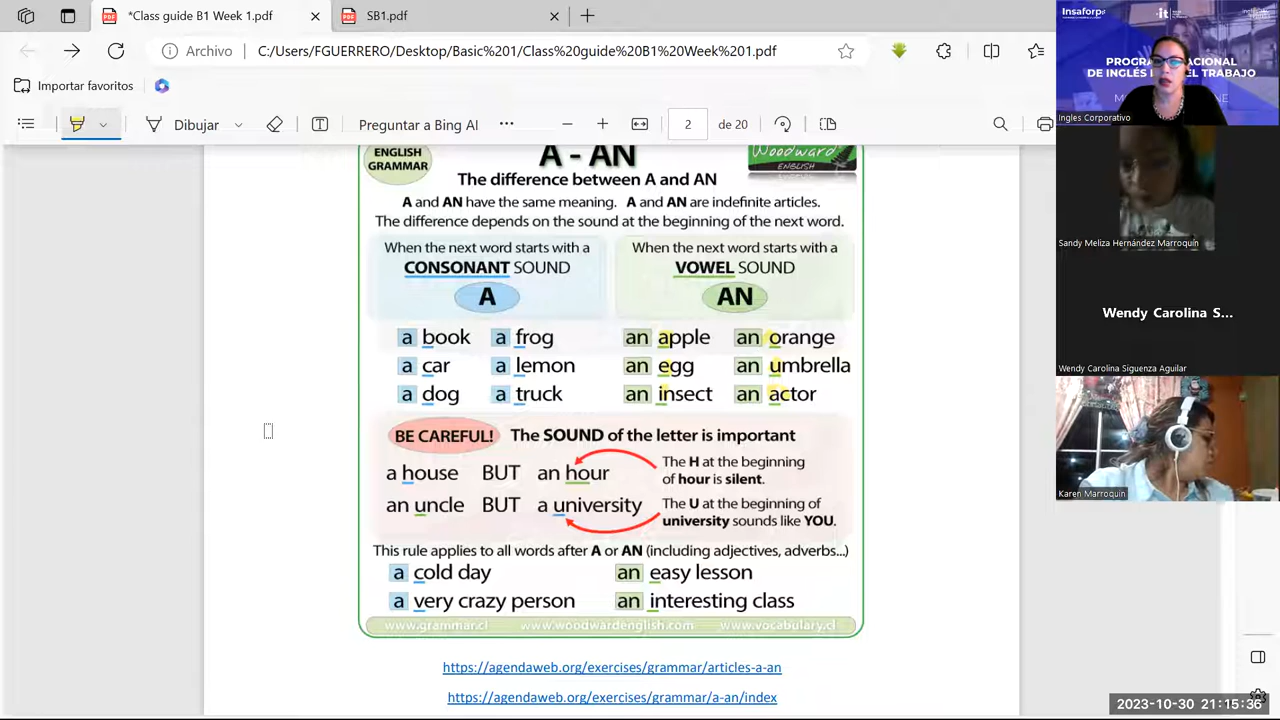 *Class guide B1 Week 1.pdf
SB1.pdf
Archivo
C:/Users/FGUERRERO/Desktop/Basic%201/Class%20guide%20B1%20Week%201.pdf
Importar favoritos
Dibujar
Preguntar a Bing AI
2
de 20
ENGLISH
GRAMMAR
A - AN
Woodward
ENGLISH
The difference between A and AN
A and AN have the same meaning. A and AN are indefinite articles.
The difference depends on the sound at the beginning of the next word.
When the next word starts with a
CONSONANT SOUND
A
When the next word starts with a
VOWEL SOUND
AN
a book a frog an apple an orange
a car a lemon an egg an umbrella
a dog a truck an insect an actor
BE CAREFUL! The SOUND of the letter is important
a house BUT an hour
The H at the beginning
of hour is silent.
an uncle BUT a university
The U at the beginning of
university sounds like YOU.
This rule applies to all words after A or AN (including adjectives, adverbs...)
a cold day an easy lesson
a very crazy person an interesting class
www.grammar.cl www.woodwardenglish.com www.vocabulary.cl
https://agendaweb.org/exercises/grammar/articles-a-an
https://agendaweb.org/exercises/grammar/a-an/index
Insaforp
DE INGLÉS
EL TRABAJO
Ingles Corporativo
Sandy Meliza Hernández Marroquín
Wendy Carolina S...
Wendy Carolina Siguenza Aguilar
Karen Marroquin
2023-10-30 21:15:36